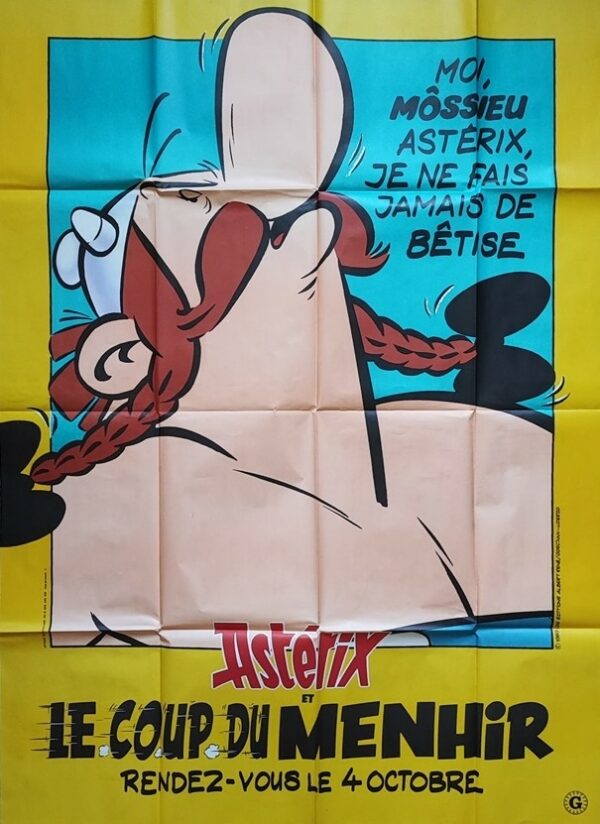 MOI,
MÔSSIEU
ASTÉRIX,
JE NE FAIS
JAMAIS DE
BÊTISE
Astérix
ET
LE COUP DU MENHIR
RENDEZ-VOUS LE 4 OCTOBRE
G